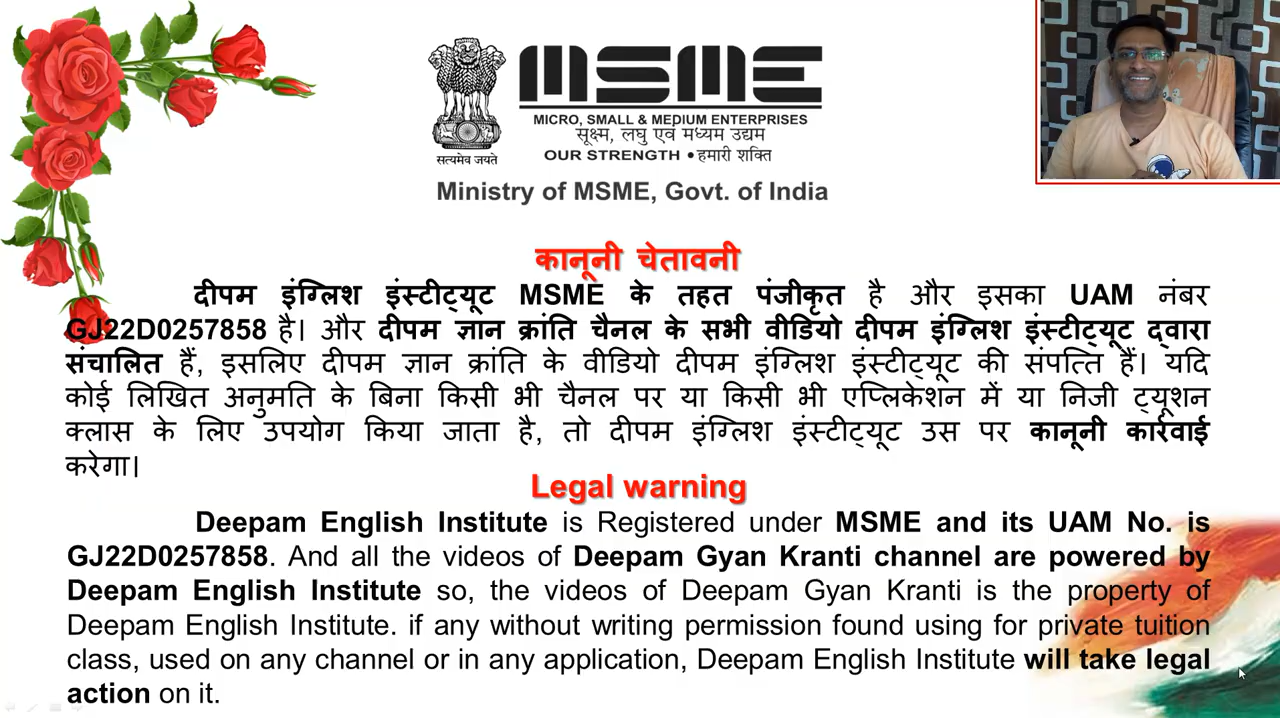 MSME
MICRO, SMALL & MEDIUM ENTERPRISES
सूक्ष्म, लघु एवं मध्यम उद्यम
सत्यमेव जयते
OUR STRENGTH • हमारी शक्ति
Ministry of MSME, Govt. of India
कानूनी चेतावनी
दीपम इंग्लिश इंस्टीट्यूट MSME के तहत पंजीकृत है और इसका UAM नंबर
GJ22D0257858 है। और दीपम ज्ञान क्रांति चैनल के सभी वीडियो दीपम इंग्लिश इंस्टीट्यूट द्वारा
संचालित हैं, इसलिए दीपम ज्ञान क्रांति के वीडियो दीपम इंग्लिश इंस्टीट्यूट की संपत्ति हैं। यदि
कोई लिखित अनुमति के बिना किसी भी चैनल पर या किसी भी एप्लिकेशन में या निजी ट्यूशन
क्लास के लिए उपयोग किया जाता है, तो दीपम इंग्लिश इंस्टीट्यूट उस पर कानूनी कार्रवाई
करेगा।
Legal warning
Deepam English Institute is Registered under MSME and its UAM No. is
GJ22D0257858. And all the videos of Deepam Gyan Kranti channel are powered by
Deepam English Institute so, the videos of Deepam Gyan Kranti is the property of
Deepam English Institute. if any without writing permission found using for private tuition
class, used on any channel or in any application, Deepam English Institute will take legal
action on it.